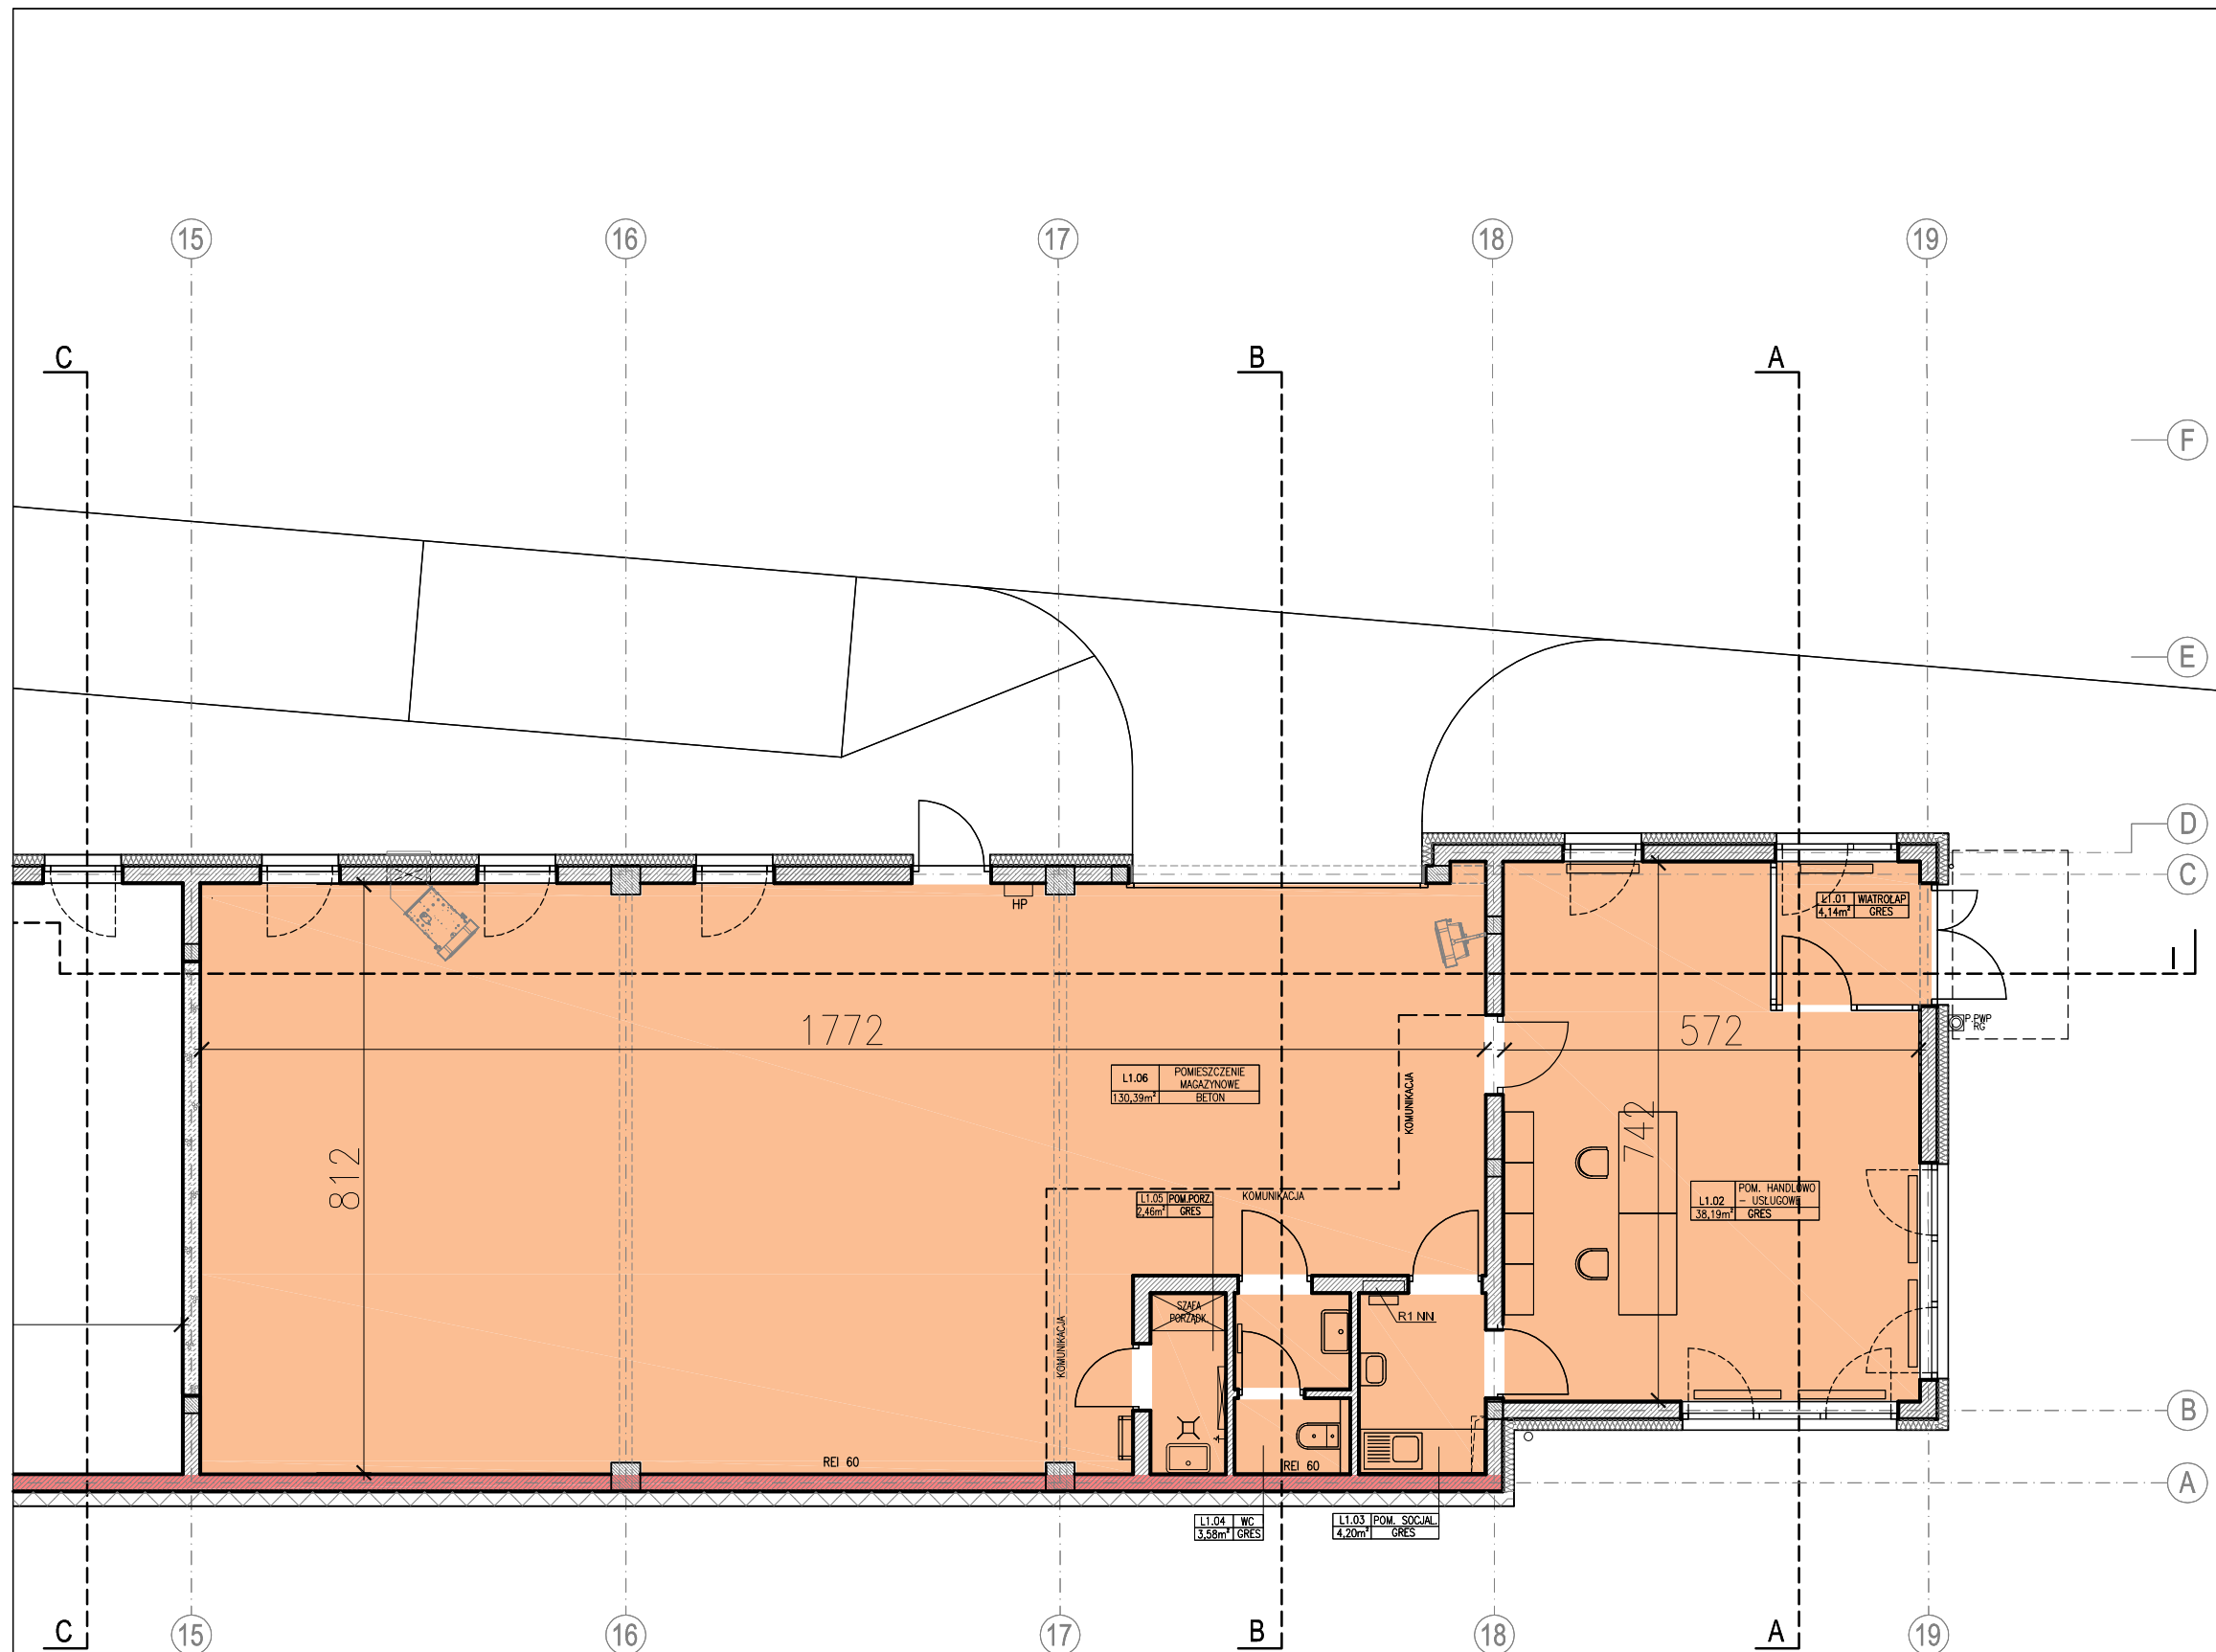 15
16
17
18
19
C
B
A
F
E
D
C
HP
L1.01 WIATROŁAP
4,14m² GRES
I
P.PWP
RG
1772
572
L1.06 POMIESZCZENIE
MAGAZYNOWE
130,39m² BETON
KOMUNIKACJA
742
812
L1.05 POM.PORZ.
2,46m² GRES
KOMUNIKACJA
L1.02 POM. HANDLOWO
- USŁUGOWE
38,19m² GRES
SZAFA
PORZĄDK.
R1 NN
KOMUNIKACJA
B
REI 60
REI 60
A
L1.04 WC
3,58m² GRES
L1.03 POM. SOCJAL.
4,20m² GRES
C
B
A
15
16
17
18
19